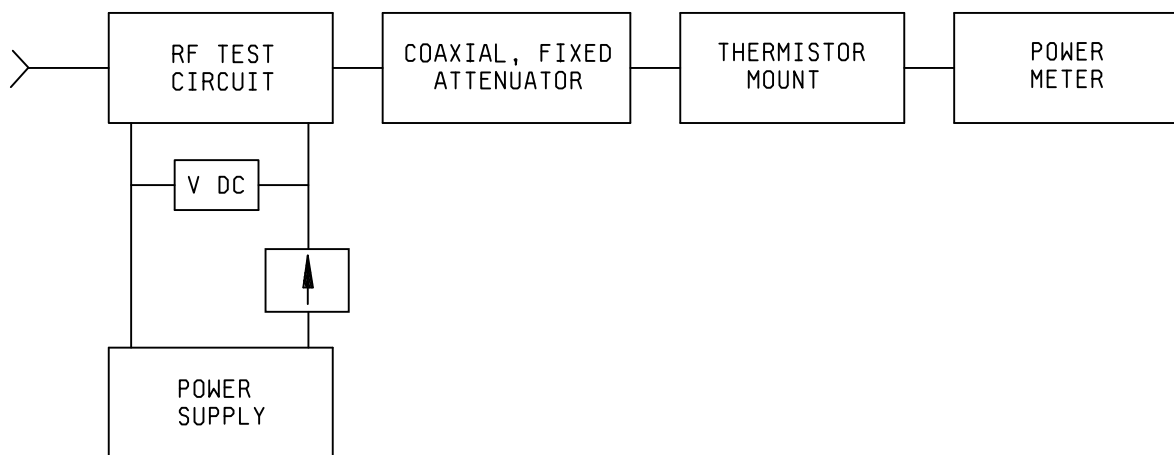 RF TEST
CIRCUIT
COAXIAL, FIXED
ATTENUATOR
THERMISTOR
MOUNT
POWER
METER
V DC
POWER
SUPPLY